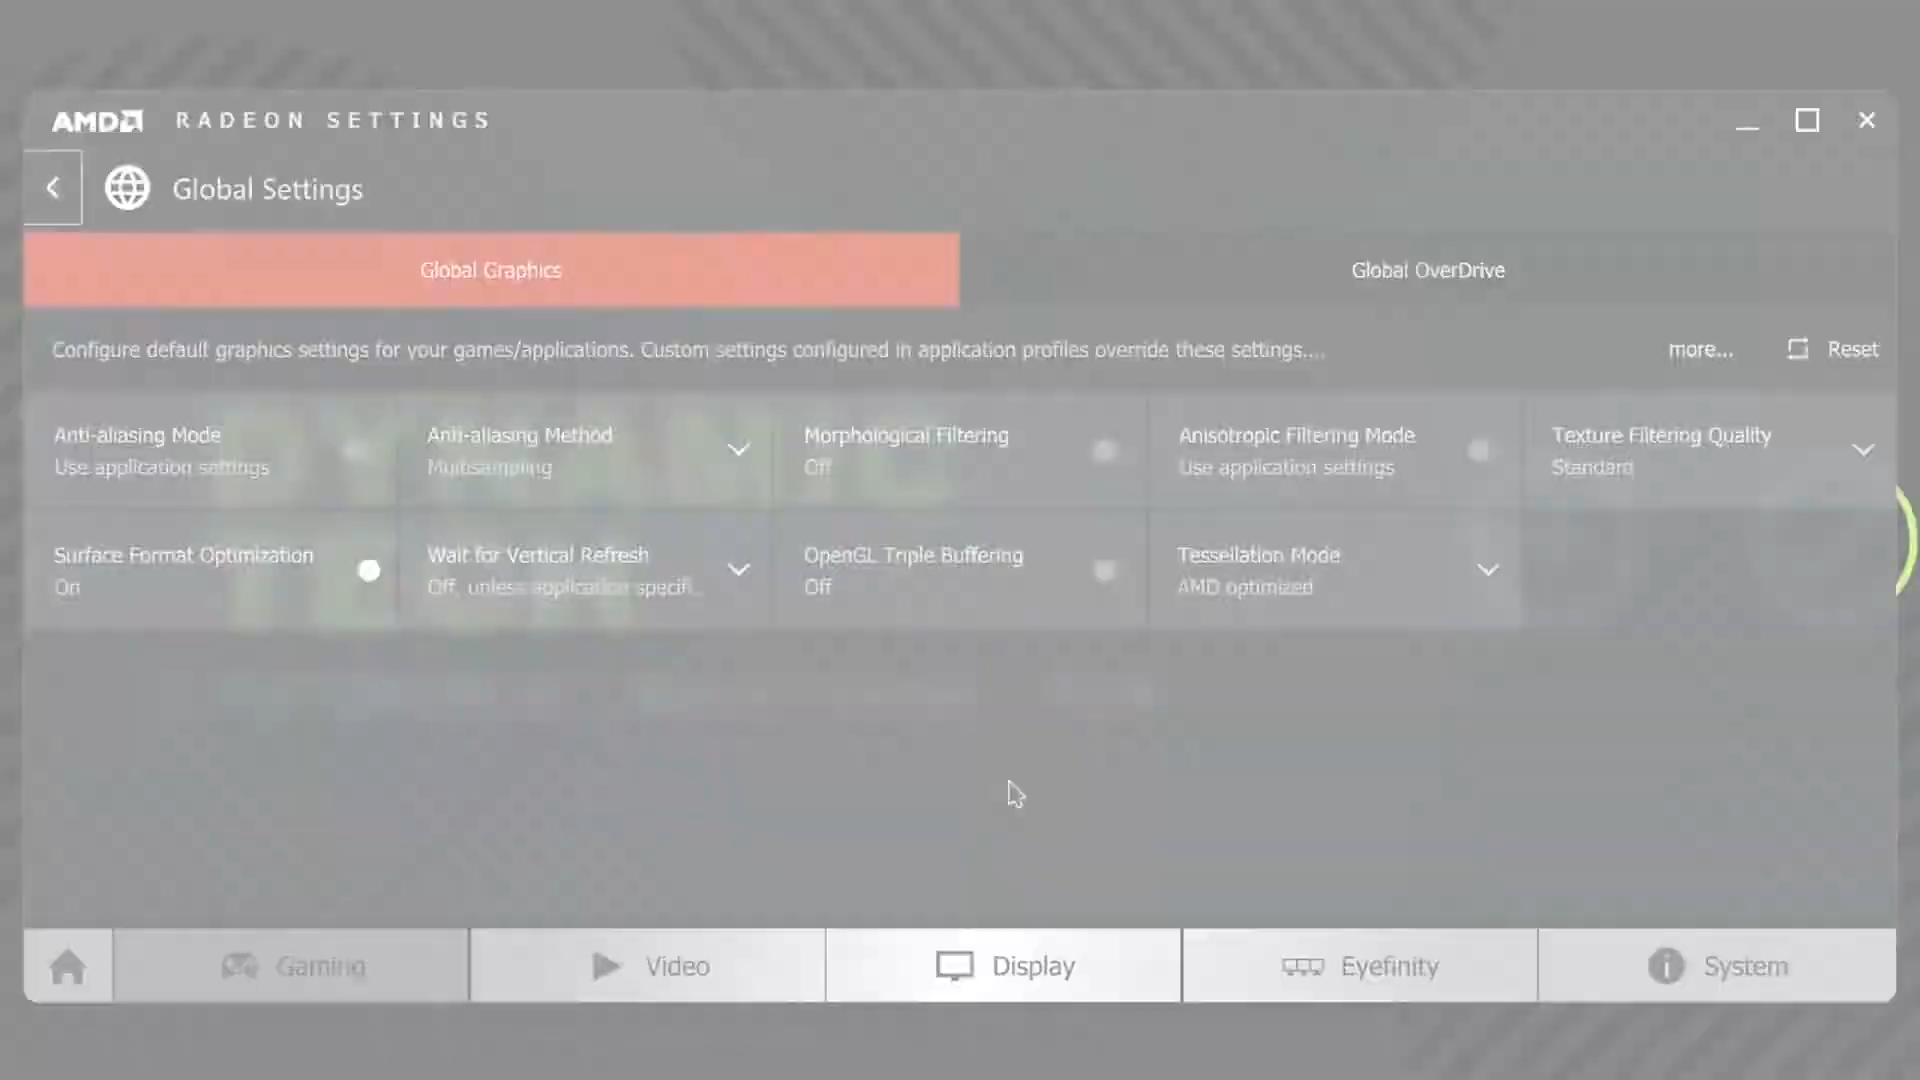 AMD RADEON SETTINGS
Global Settings
Global Graphics
Global OverDrive
Configure default graphics settings for your games/applications. Custom settings configured in application profiles override these settings....
more...
Reset
Anti-aliasing Mode
Use application settings
Anti-aliasing Method
Multisampling
Morphological Filtering
Off
Anisotropic Filtering Mode
Use application settings
Texture Filtering Quality
Standard
Surface Format Optimization
On
Wait for Vertical Refresh
Off, unless application specifi...
OpenGL Triple Buffering
Off
Tessellation Mode
AMD optimized
Gaming
Video
Display
Eyefinity
System